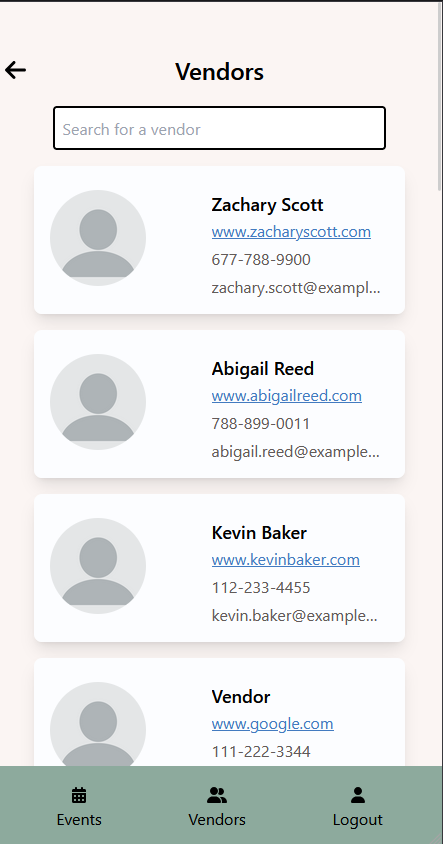 Vendors
Search for a vendor
Zachary Scott
www.zacharyscott.com
677-788-9900
zachary.scott@exampl...
Abigail Reed
www.abigailreed.com
788-899-0011
abigail.reed@example...
Kevin Baker
www.kevinbaker.com
112-233-4455
kevin.baker@example...
Vendor
www.google.com
111-222-3344
Events Vendors Logout